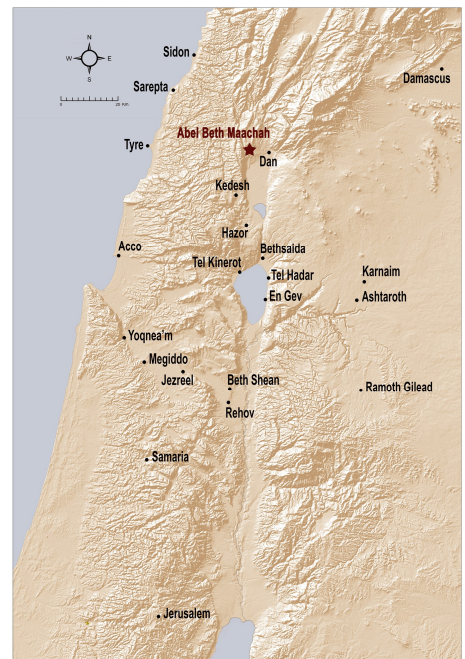 N
W E
S
0 20 Km.
Sidon
Damascus
Sarepta
Abel Beth Maachah
Tyre
Dan
Kedesh
Hazor
Acco
Bethsaida
Tel Kinerot
Tel Hadar
Karnaim
En Gev
Ashtaroth
Yoqnea'm
Megiddo
Jezreel
Beth Shean
Ramoth Gilead
Rehov
Samaria
Jerusalem